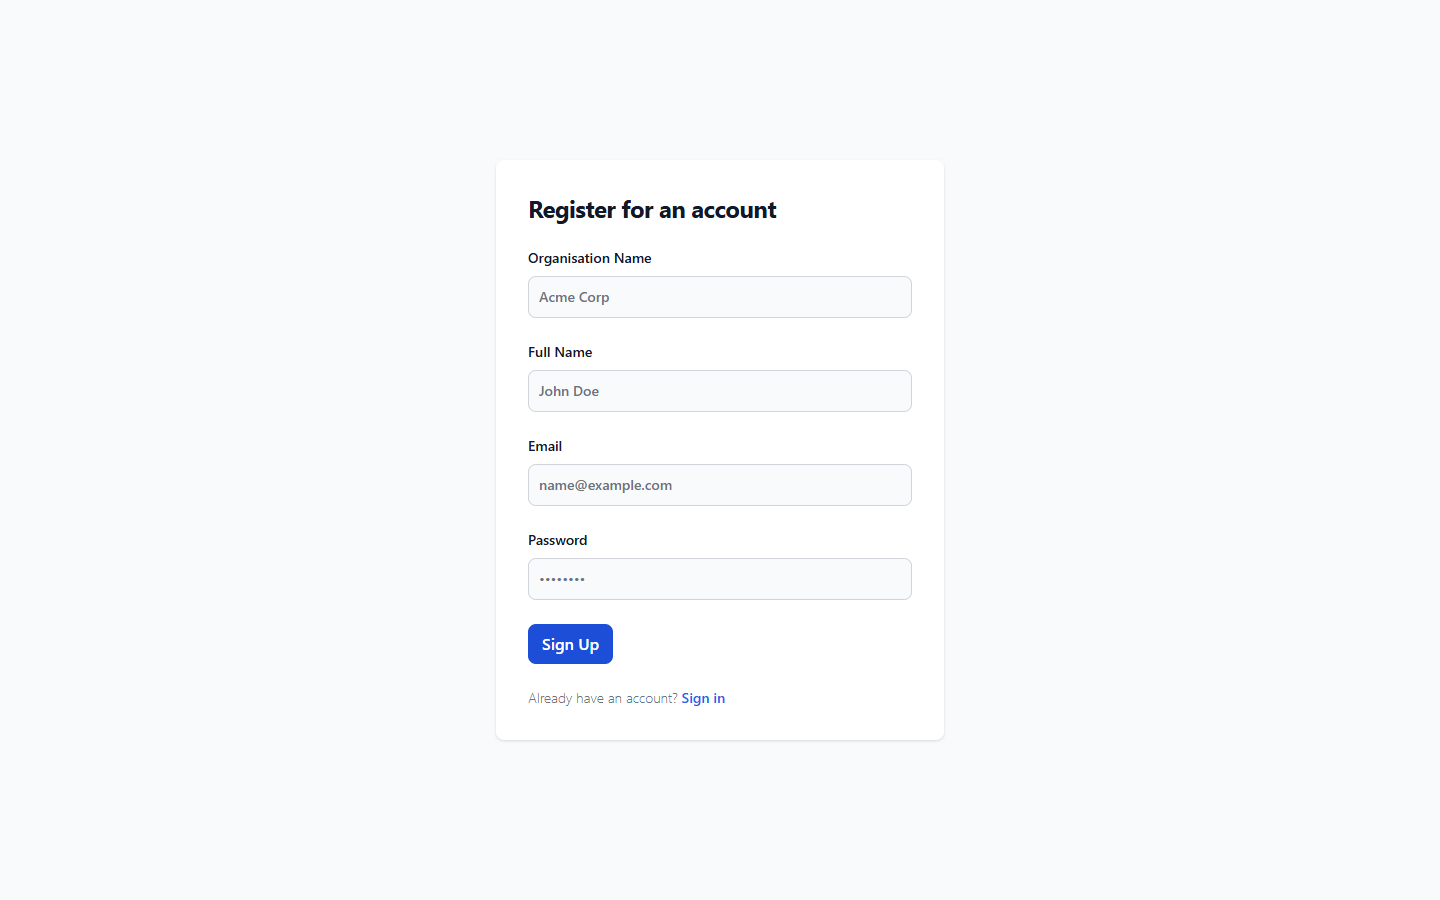 Register for an account
Organisation Name
Acme Corp
Full Name
John Doe
Email
name@example.com
Password
••••••••
Sign Up
Already have an account? Sign in